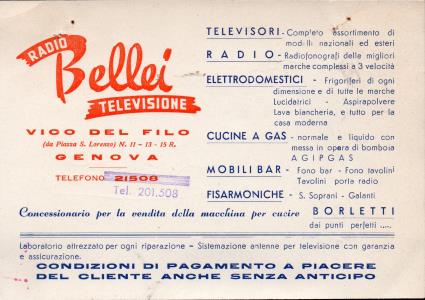 RADIO
Bellei
TELEVISIONE
VICO DEL FILO
(da Piazza S. Lorenzo) N. 11 - 13 - 15 R.
GENOVA
TELEFONO 21508
Tel. 201.508
TELEVISORI - Completo assortimento di
modelli nazionali ed esteri
RADIO - Radiofonografi delle migliori
marche complessi a 3 velocità
ELETTRODOMESTICI - Frigoriferi di ogni
dimensione e di tutte le marche
Lucidatrici - Aspirapolvere
Lava biancheria, e tutto per la
casa moderna
CUCINE A GAS - normale e liquido con
messa in opera di bombola
AGIPGAS
MOBILI BAR - Fono bar - Fono tavolini
Tavolini porta radio
FISARMONICHE - S. Soprani - Galanti
Concessionario per la vendita della macchina per cucire BORLETTI
dai punti perfetti .....
Laboratorio attrezzato per ogni riparazione - Sistemazione antenne per televisione con garanzia
e assicurazione.
CONDIZIONI DI PAGAMENTO A PIACERE
DEL CLIENTE ANCHE SENZA ANTICIPO